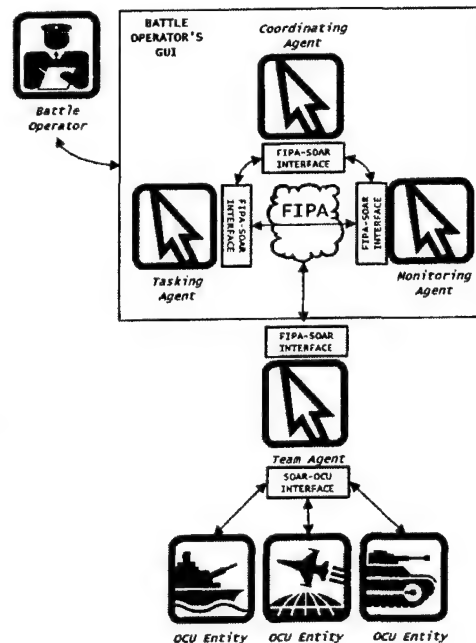 BATTLE
OPERATOR'S
GUI
Coordinating
Agent
Battle
Operator
FIPA-SOAR
INTERFACE
FIPA-SOAR
INTERFACE
FIPA
FIPA-SOAR
INTERFACE
Tasking
Agent
Monitoring
Agent
FIPA-SOAR
INTERFACE
Team Agent
SOAR-OCU
INTERFACE
OCU Entity
OCU Entity
OCU Entity